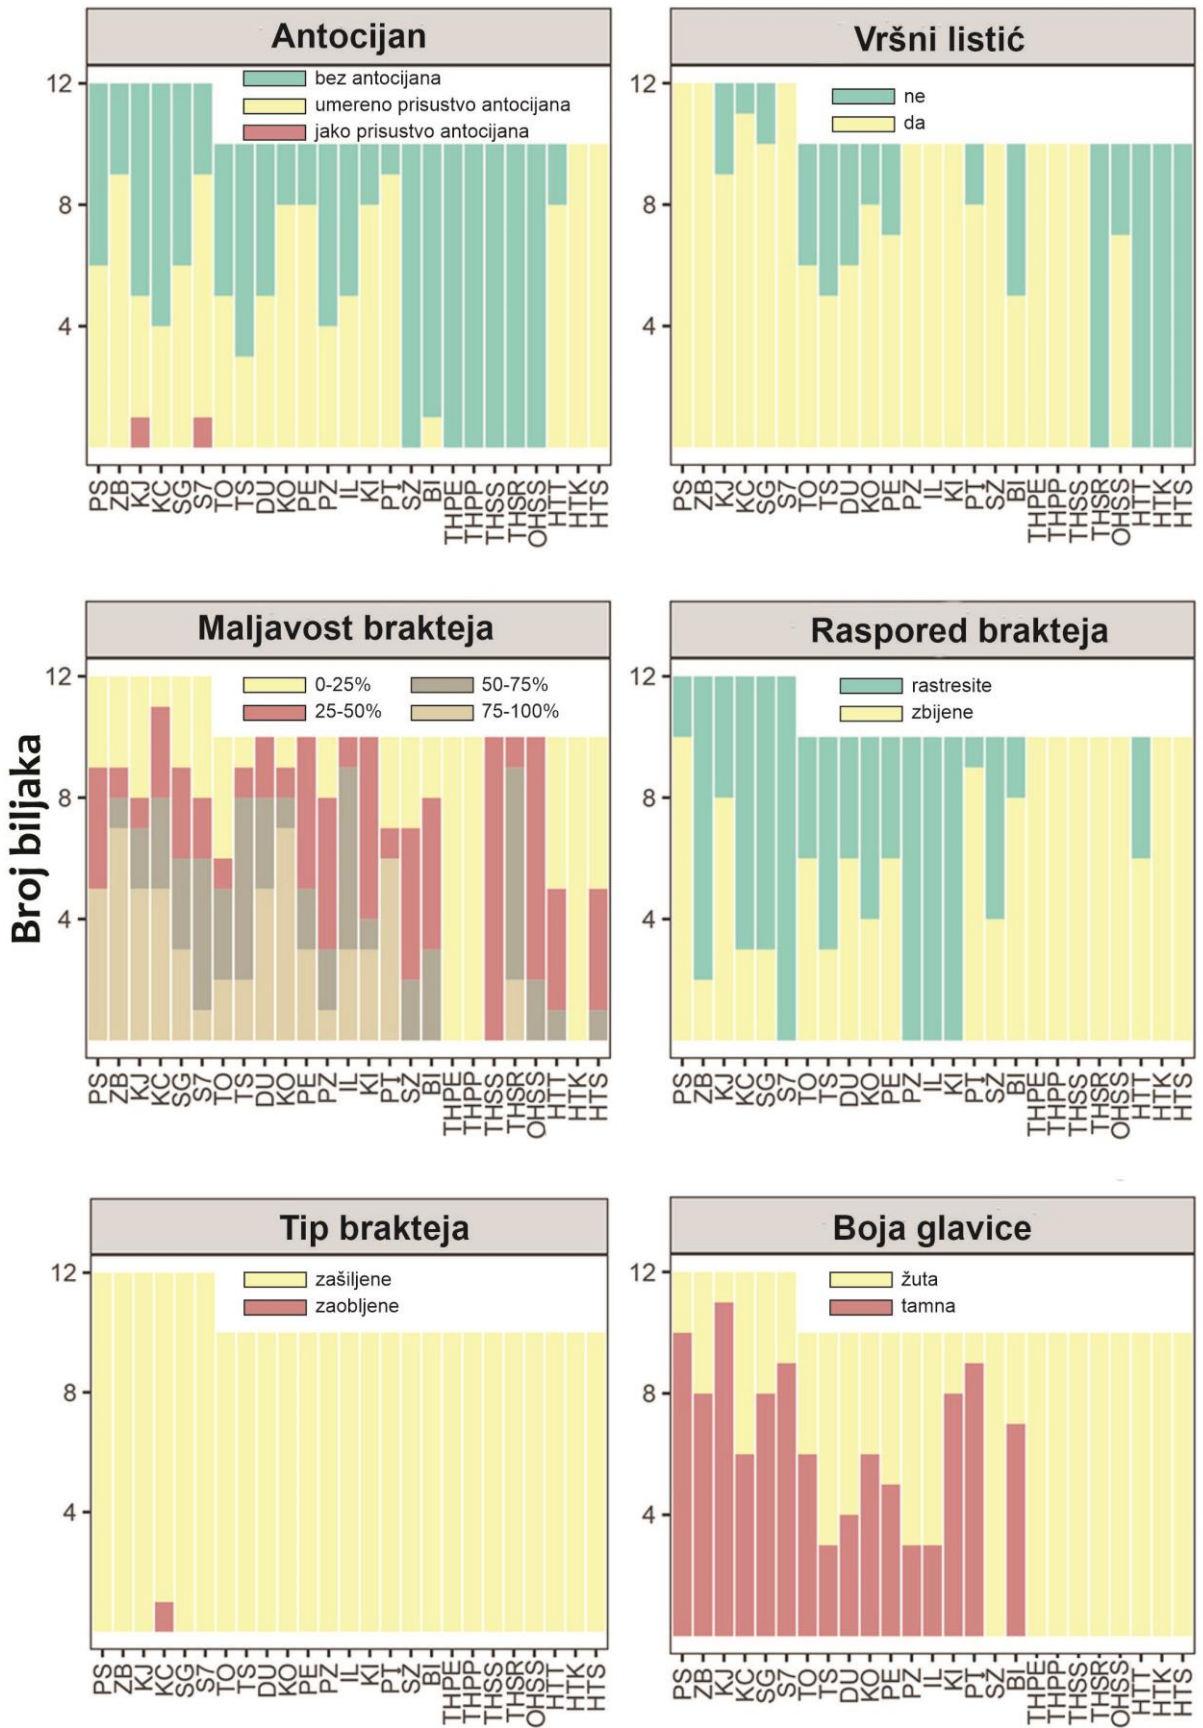 Antocijan
bez antocijana
umereno prisustvo antocijana
jako prisustvo antocijana
12
8
4
PS ZB KJ KC SG S7 TO TS DU KO PE PZ IL KI PT SZ BI THPE THPP THSS THSR OHSS HTT HTK HTS
Vršni listić
ne
da
12
8
4
PS ZB KJ KC SG S7 TO TS DU KO PE PZ IL KI PT SZ BI THPE THPP THSS THSR OHSS HTT HTK HTS
Broj biljaka
Maljavost brakteja
0-25% 50-75%
25-50% 75-100%
12
8
4
PS ZB KJ KC SG S7 TO TS DU KO PE PZ IL KI PT SZ BI THPE THPP THSS THSR OHSS HTT HTK HTS
Raspored brakteja
rastresite
zbijene
12
8
4
PS ZB KJ KC SG S7 TO TS DU KO PE PZ IL KI PT SZ BI THPE THPP THSS THSR OHSS HTT HTK HTS
Tip brakteja
zašiljene
zaobljene
12
8
4
PS ZB KJ KC SG S7 TO TS DU KO PE PZ IL KI PT SZ BI THPE THPP THSS THSR OHSS HTT HTK HTS
Boja glavice
žuta
tamna
12
8
4
PS ZB KJ KC SG S7 TO TS DU KO PE PZ IL KI PT SZ BI THPE THPP THSS THSR OHSS HTT HTK HTS